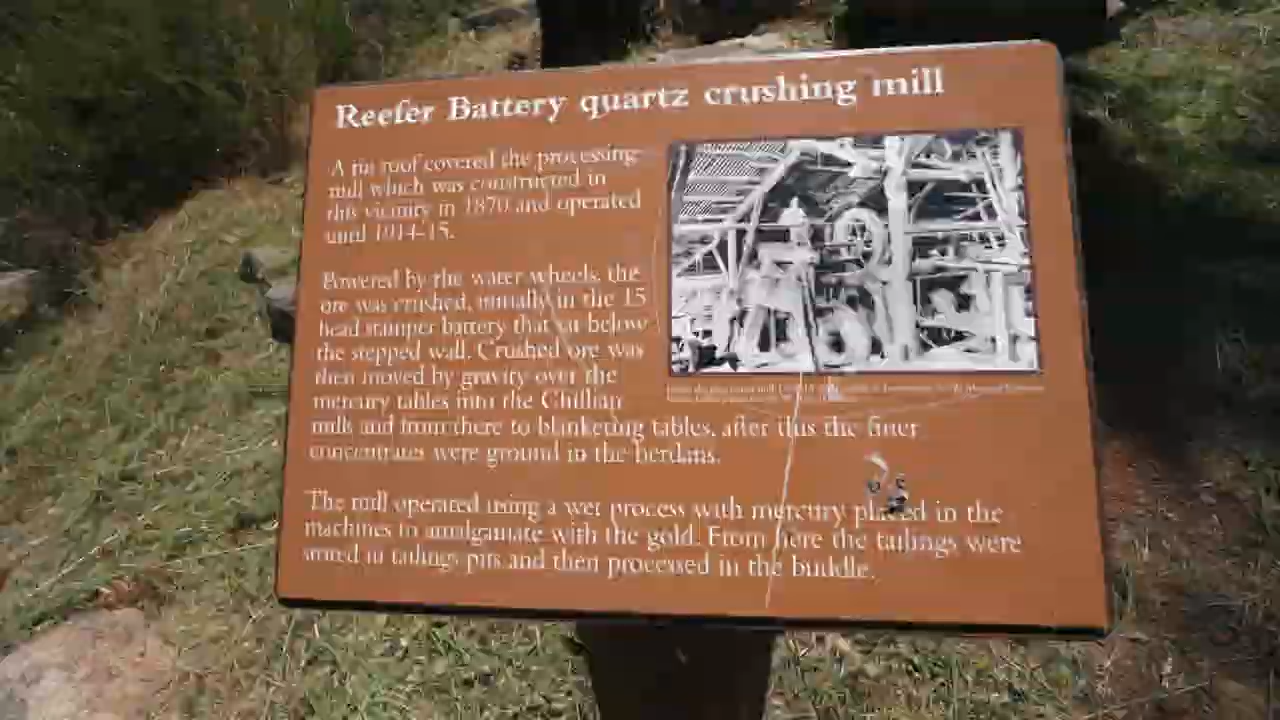 Reefer Battery quartz crushing mill
A tin roof covered the processing
mill which was constructed in
this vicinity in 1870 and operated
until 1914-15.
Powered by the water wheels, the
ore was crushed, initially in the 15
head stamper battery that sat below
the stepped wall. Crushed ore was
then moved by gravity over the
mercury tables into the Chillian
mills and from there to blanketing tables, after this the finer
concentrates were ground in the berdans.
The mill operated using a wet process with mercury placed in the
machines to amalgamate with the gold. From here the tailings were
stored in tailings pits and then processed in the buddle.